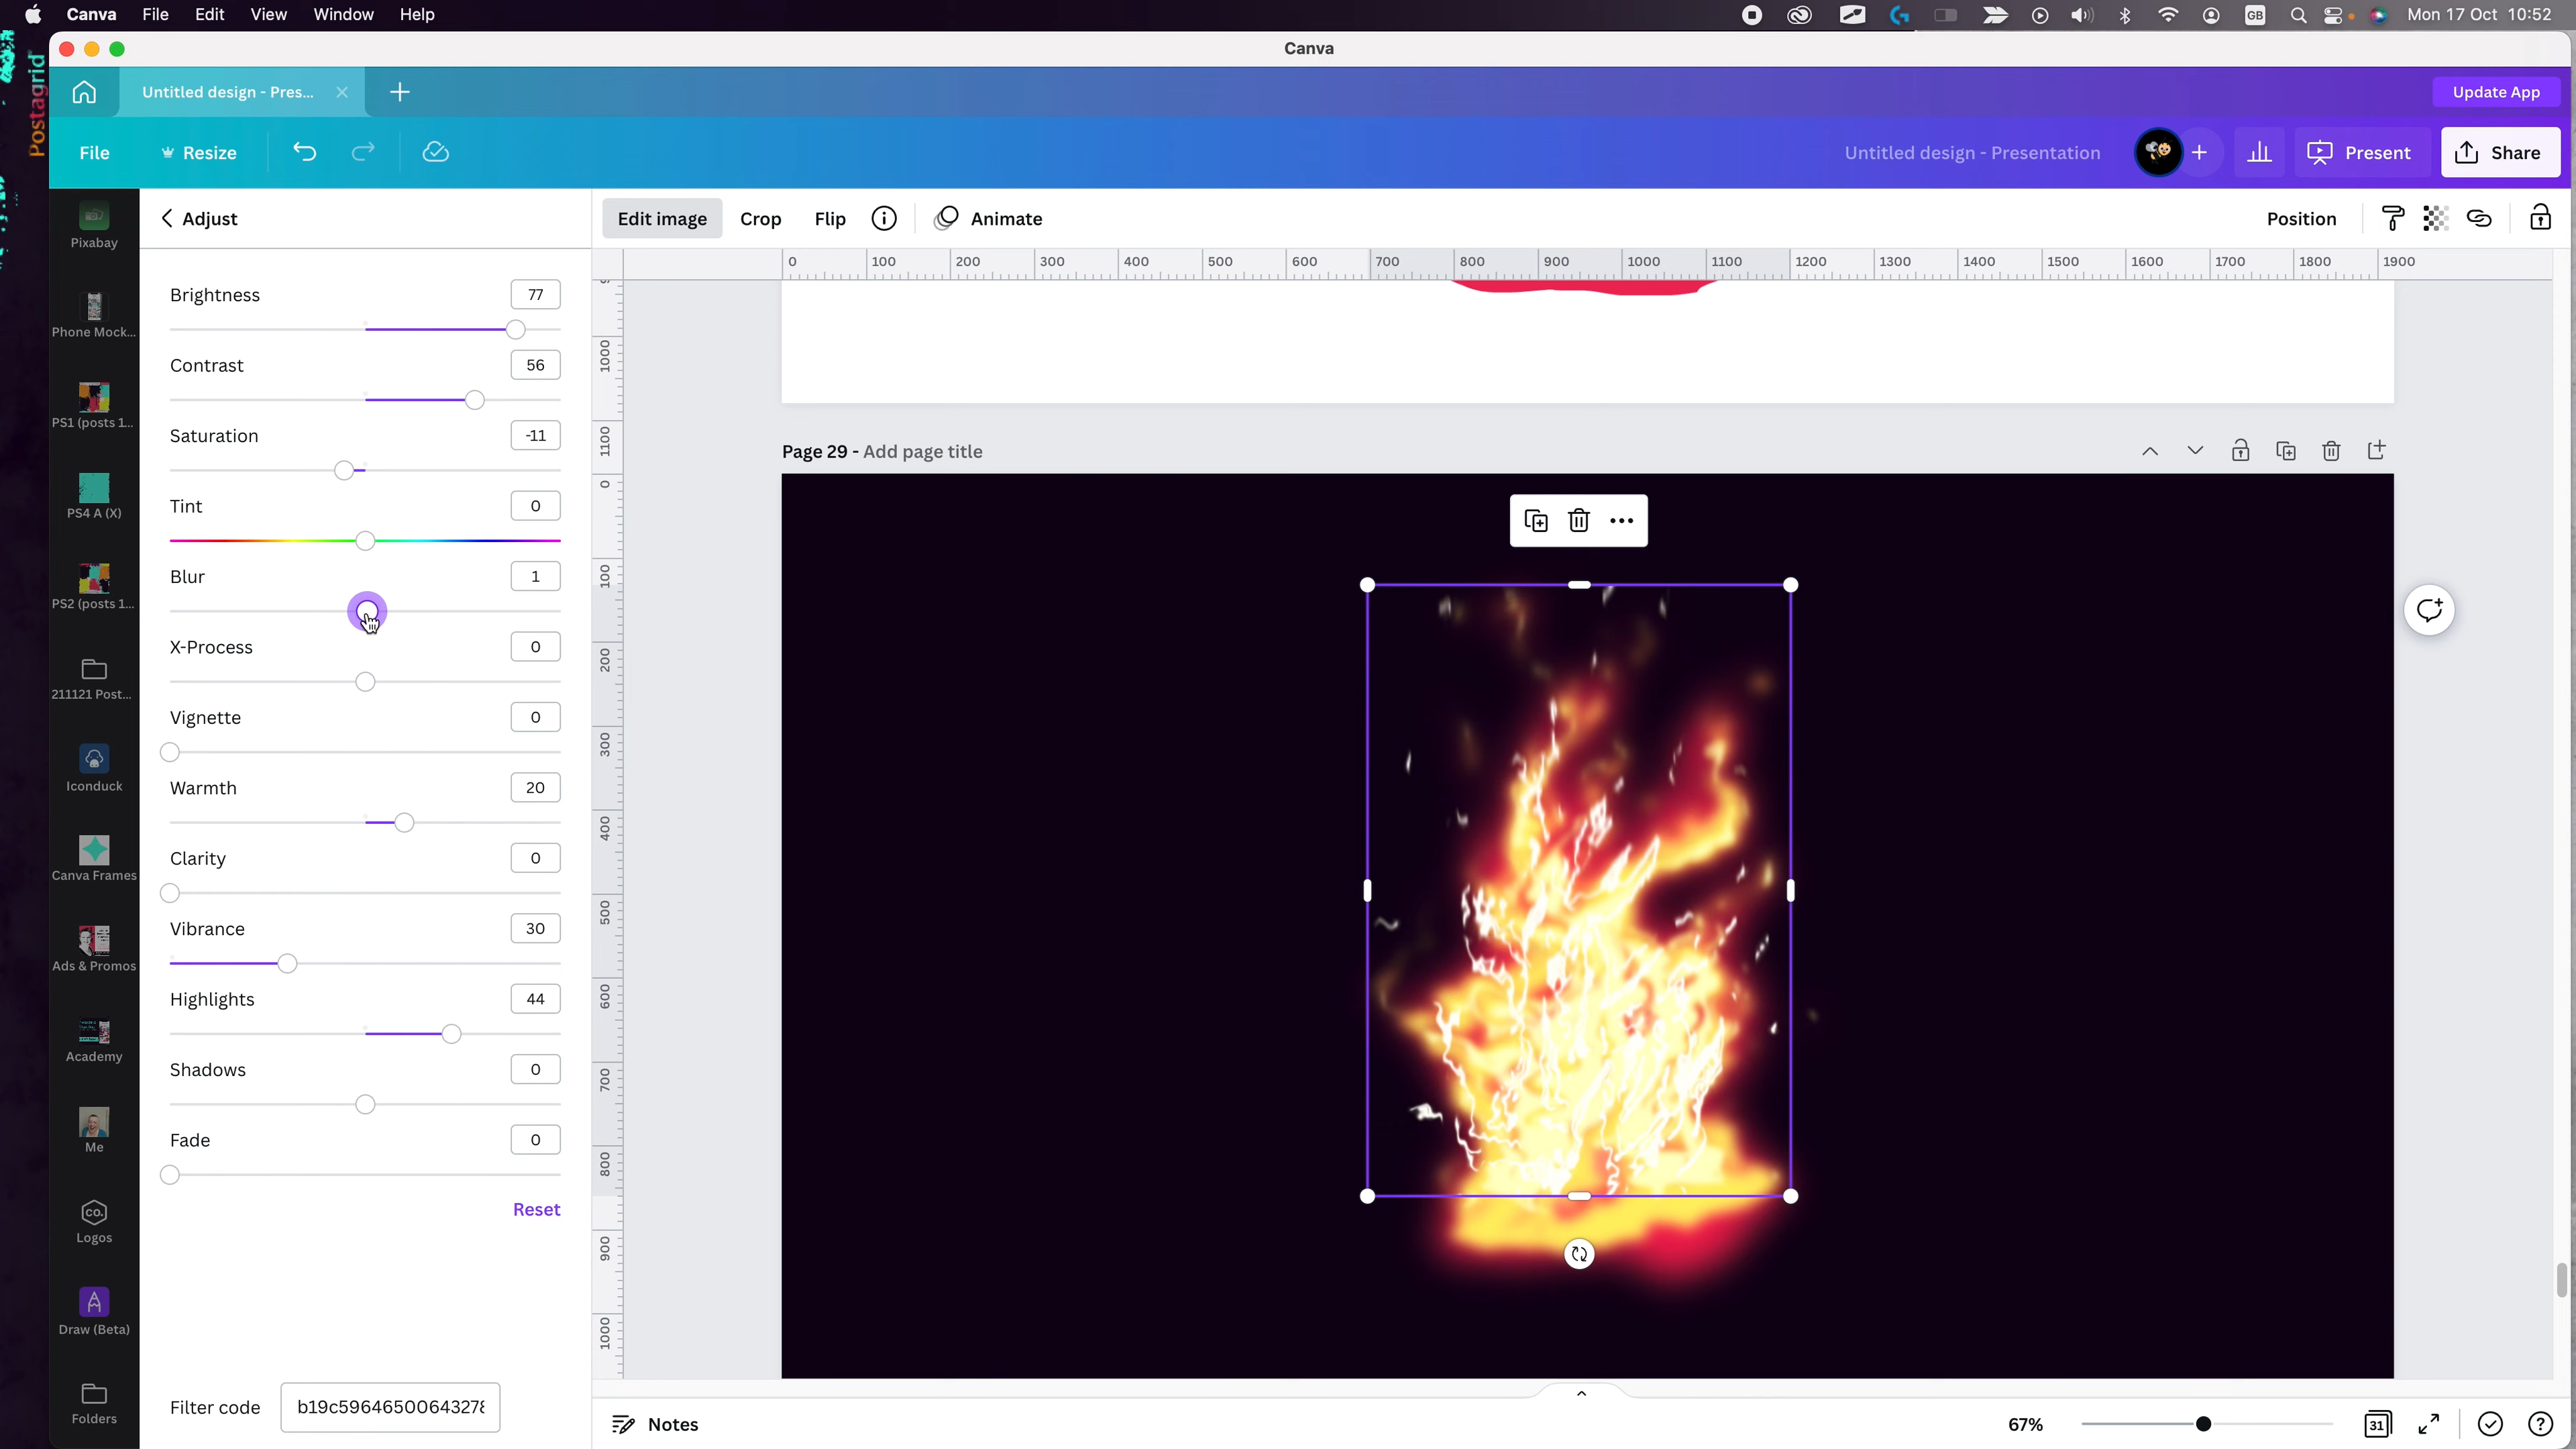 Canva File Edit View Window Help
GB
Mon 17 Oct 10:52
Canva
Postagrid
Untitled design - Pres...
Update App
File
Resize
Untitled design - Presentation
Present
Share
Adjust
Edit image
Crop
Flip
Animate
Position
Pixabay
Phone Mock...
PS1 (posts 1...
PS4 A (X)
PS2 (posts 1...
211121 Post...
Iconduck
Canva Frames
Ads & Promos
Academy
Me
co.
Logos
Draw (Beta)
Folders
Brightness 77
Contrast 56
Saturation -11
Tint 0
Blur 1
X-Process 0
Vignette 0
Warmth 20
Clarity 0
Vibrance 30
Highlights 44
Shadows 0
Fade 0
Reset
Filter code b19c5964650064327
0 100 200 300 400 500 600 700 800 900 1000 1100 1200 1300 1400 1500 1600 1700 1800 1900
1000
1100
0
100
200
300
400
500
600
700
800
900
1000
Page 29 - Add page title
Notes
67%
31